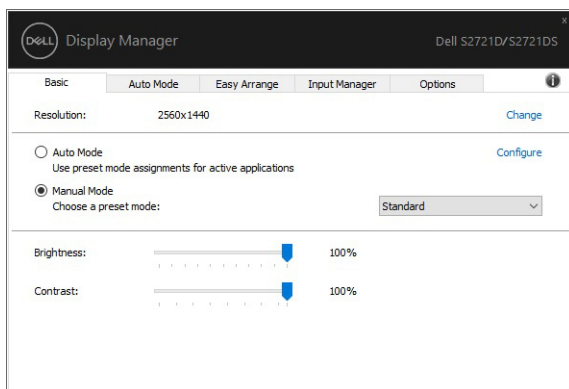 x
DELL Display Manager Dell S2721D/S2721DS
Basic Auto Mode Easy Arrange Input Manager Options i
Resolution: 2560x1440 Change
Auto Mode Configure
Use preset mode assignments for active applications
Manual Mode
Choose a preset mode: Standard
Brightness: 100%
Contrast: 100%